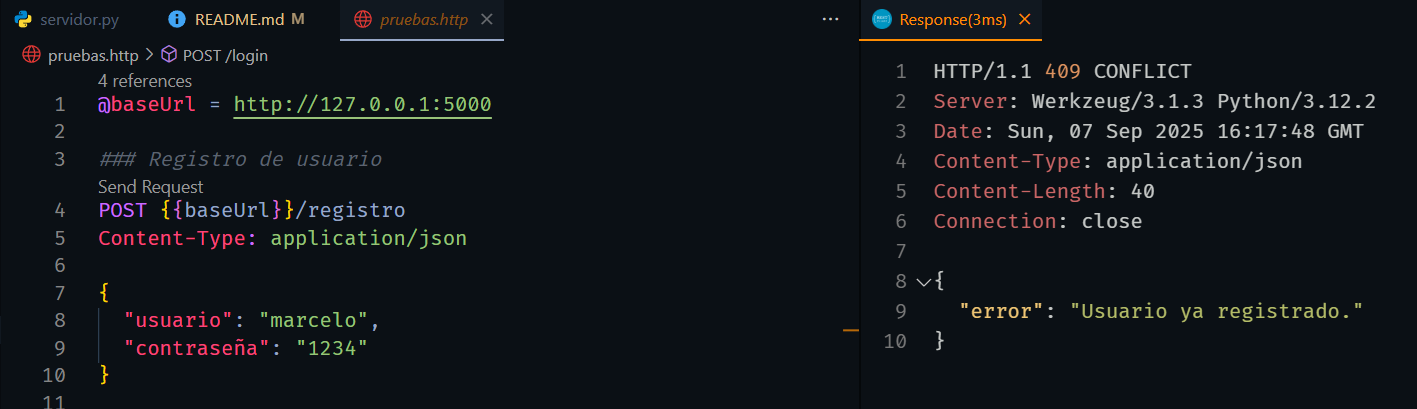 servidor.py README.md M pruebas.http ...
pruebas.http > POST /login
4 references
1 @baseUrl = http://127.0.0.1:5000
2
3 ### Registro de usuario
Send Request
4 POST {{baseUrl}}/registro
5 Content-Type: application/json
6
7 {
8 "usuario": "marcelo",
9 "contraseña": "1234"
10 }
11
Response(3ms)
1 HTTP/1.1 409 CONFLICT
2 Server: Werkzeug/3.1.3 Python/3.12.2
3 Date: Sun, 07 Sep 2025 16:17:48 GMT
4 Content-Type: application/json
5 Content-Length: 40
6 Connection: close
7
8 {
9 "error": "Usuario ya registrado."
10 }